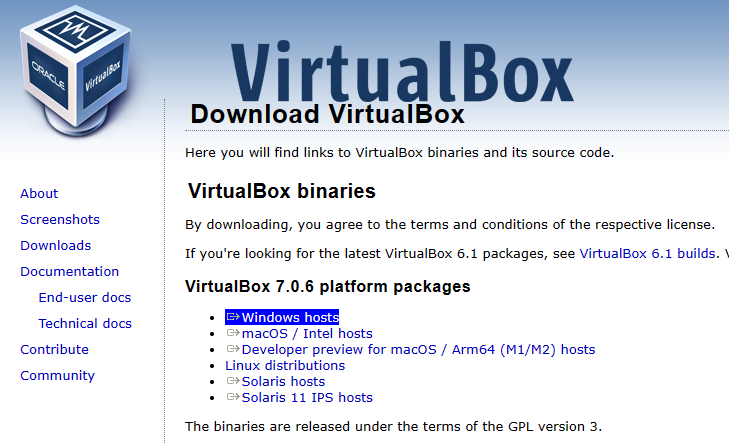 ORACLE
VirtualBox
VirtualBox
Download VirtualBox
Here you will find links to VirtualBox binaries and its source code.
About
Screenshots
Downloads
Documentation
End-user docs
Technical docs
Contribute
Community
VirtualBox binaries
By downloading, you agree to the terms and conditions of the respective license.
If you're looking for the latest VirtualBox 6.1 packages, see VirtualBox 6.1 builds.
VirtualBox 7.0.6 platform packages
Windows hosts
macOS / Intel hosts
Developer preview for macOS / Arm64 (M1/M2) hosts
Linux distributions
Solaris hosts
Solaris 11 IPS hosts
The binaries are released under the terms of the GPL version 3.